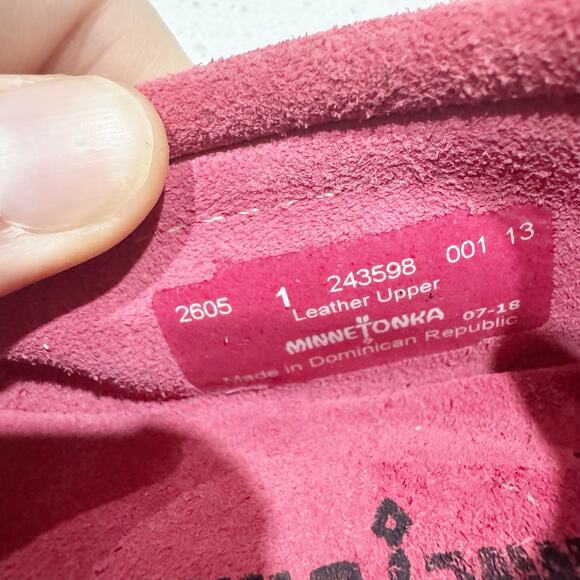 2605 1 243598 001 13
Leather Upper
MINNETONKA 07-18
Made in Dominican Republic